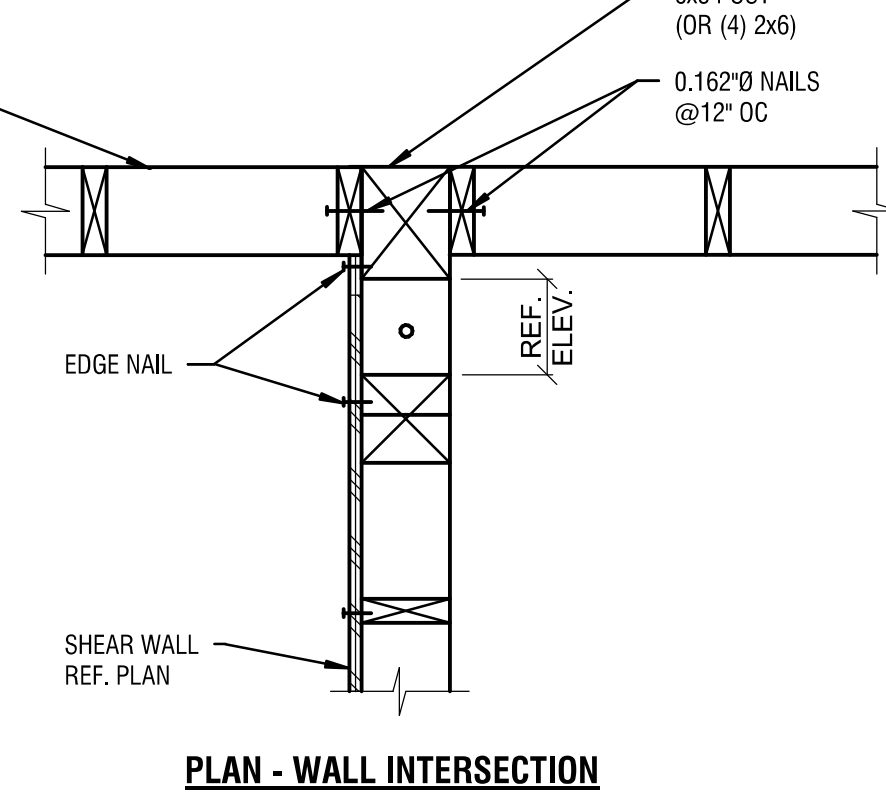 (OR (4) 2x6)
0.162"Ø NAILS
@12" OC
REF.
ELEV.
EDGE NAIL
SHEAR WALL
REF. PLAN
PLAN - WALL INTERSECTION